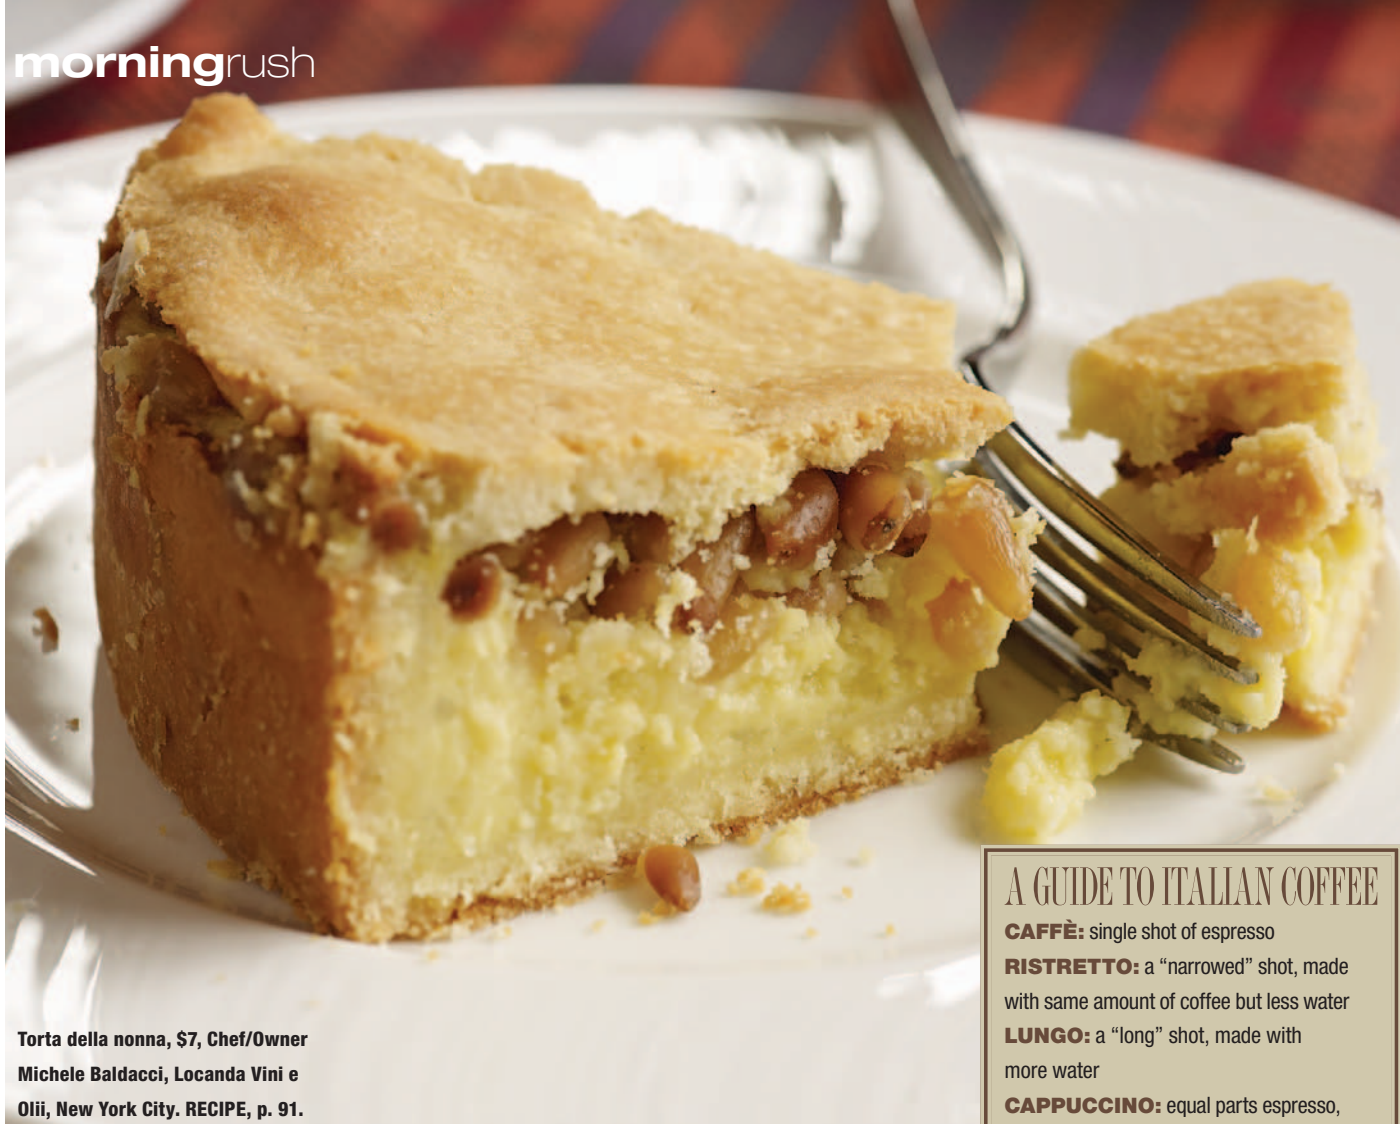 morningrush
A GUIDE TO ITALIAN COFFEE
CAFFÈ: single shot of espresso
RISTRETTO: a “narrowed” shot, made
with same amount of coffee but less water
LUNGO: a “long” shot, made with
more water
CAPPUCCINO: equal parts espresso,
Torta della nonna, $7, Chef/Owner
Michele Baldacci, Locanda Vini e
Olii, New York City. RECIPE, p. 91.